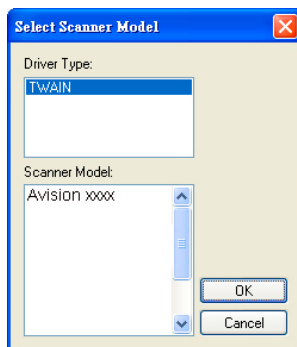 Select Scanner Model
Driver Type:
TWAIN
Scanner Model:
Avision xxxx
OK
Cancel